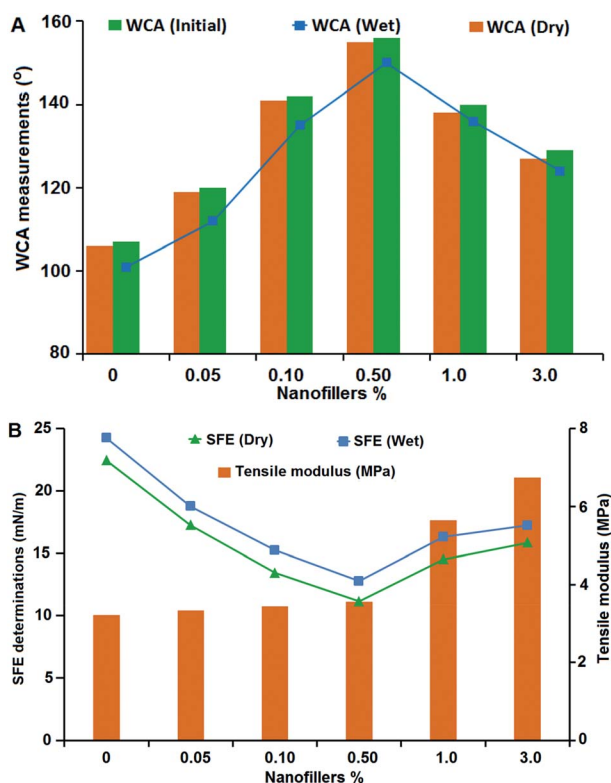 A
WCA (Initial) WCA (Wet) WCA (Dry)
WCA measurements (º)
160
140
120
100
80
0 0.05 0.10 0.50 1.0 3.0
Nanofillers %
B
SFE (Dry) SFE (Wet)
Tensile modulus (MPa)
SFE determinations (mN/m)
25
20
15
10
5
0
8
6
4
2
0
Tensile modulus (MPa)
0 0.05 0.10 0.50 1.0 3.0
Nanofillers %